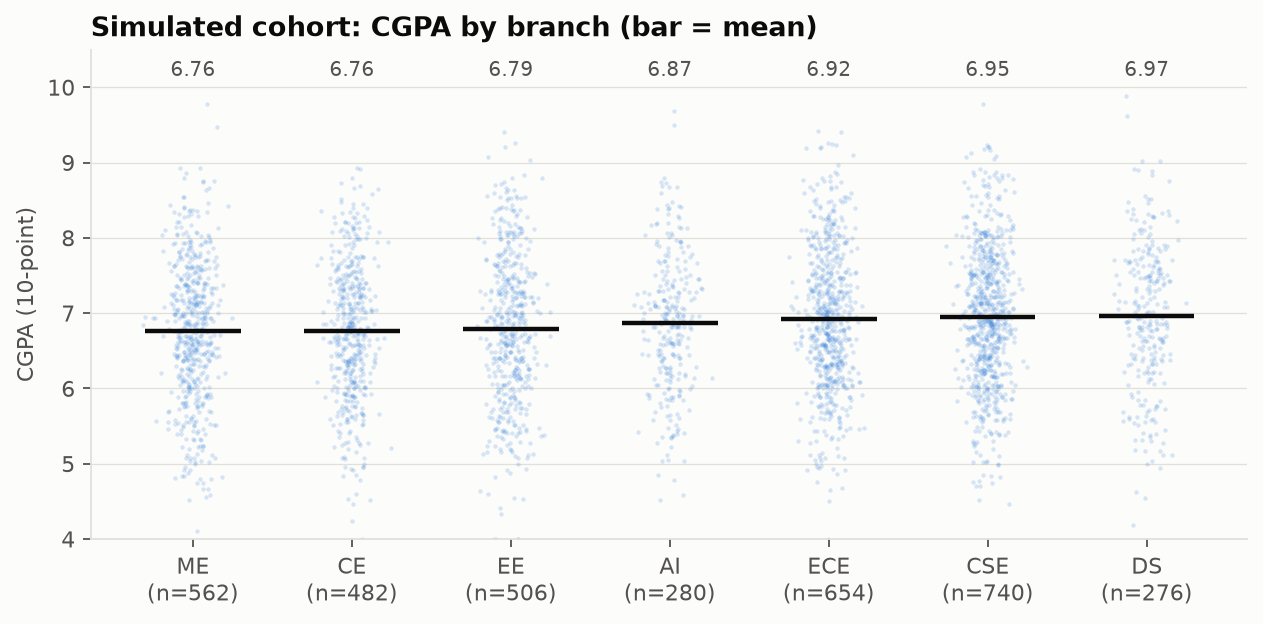 Simulated cohort: CGPA by branch (bar = mean)
6.76 6.76 6.79 6.87 6.92 6.95 6.97
10
9
8
7
6
5
4
CGPA (10-point)
ME CE EE AI ECE CSE DS
(n=562) (n=482) (n=506) (n=280) (n=654) (n=740) (n=276)